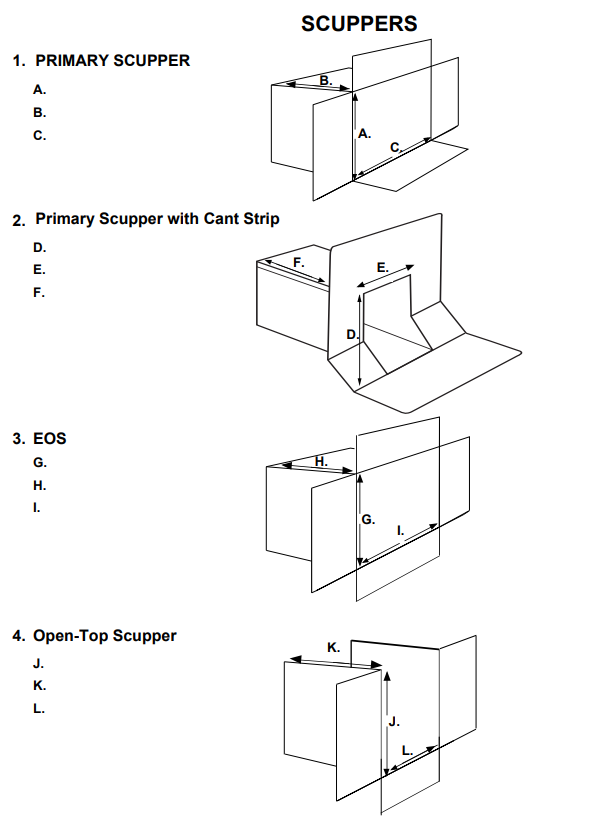 SCUPPERS
1. PRIMARY SCUPPER
A.
B.
C.
B.
A.
C.
2. Primary Scupper with Cant Strip
D.
E.
F.
F.
E.
D.
3. EOS
G.
H.
I.
H.
G.
I.
4. Open-Top Scupper
J.
K.
L.
K.
J.
L.